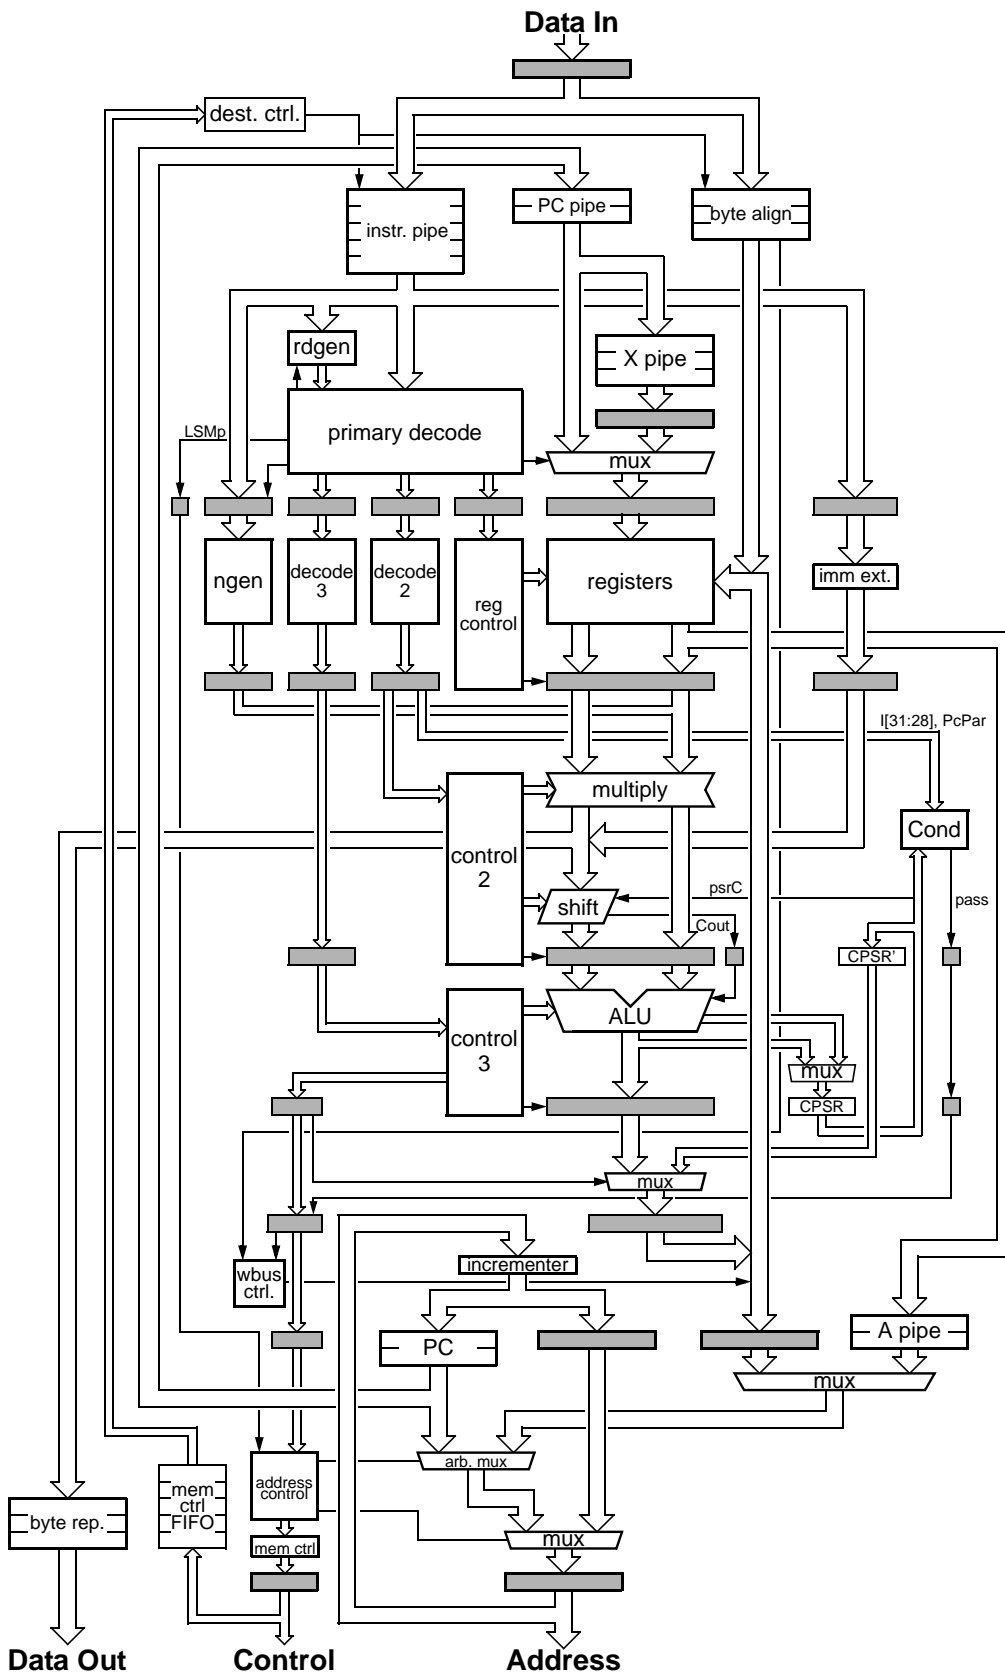 Data In
dest. ctrl.
instr. pipe
PC pipe
byte align
rdgen
X pipe
primary decode
LSMp
mux
ngen
decode
3
decode
2
reg
control
registers
imm ext.
I[31:28], PcPar
multiply
Cond
control
2
shift
psrC
Cout
pass
CPSR'
control
3
ALU
mux
CPSR
mux
incrementer
wbus
ctrl.
PC
A pipe
mux
arb. mux
mem
ctrl
FIFO
address
control
byte rep.
mem ctrl
mux
Data Out
Control
Address